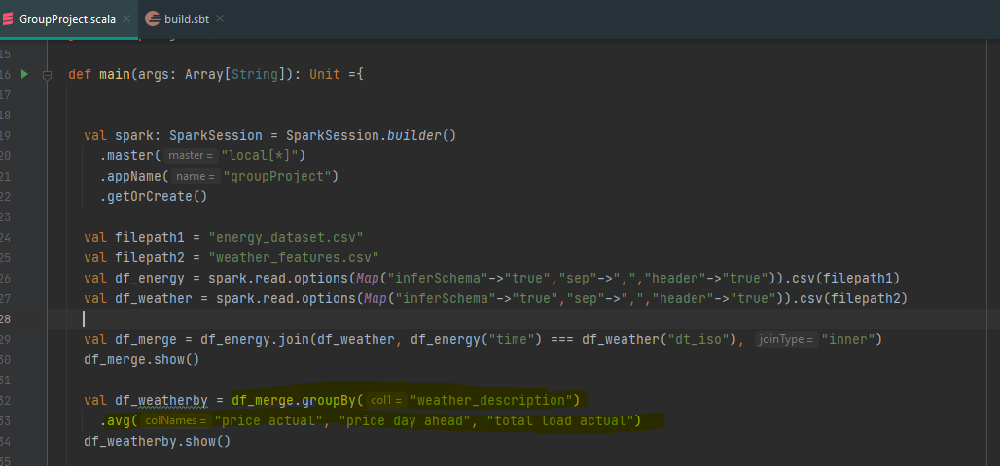 GroupProject.scala × build.sbt ×
15
16 def main(args: Array[String]): Unit ={
17
18
19 val spark: SparkSession = SparkSession.builder()
20 .master( master = "local[*]")
21 .appName( name = "groupProject")
22 .getOrCreate()
23
24 val filepath1 = "energy_dataset.csv"
25 val filepath2 = "weather_features.csv"
26 val df_energy = spark.read.options(Map("inferSchema"->"true","sep"->",","header"->"true")).csv(filepath1)
27 val df_weather = spark.read.options(Map("inferSchema"->"true","sep"->",","header"->"true")).csv(filepath2)
28
29 val df_merge = df_energy.join(df_weather, df_energy("time") === df_weather("dt_iso"), joinType = "inner")
30 df_merge.show()
31
32 val df_weatherby = df_merge.groupBy( col1 = "weather_description")
33 .avg( colNames = "price actual", "price day ahead", "total load actual")
34 df_weatherby.show()
35